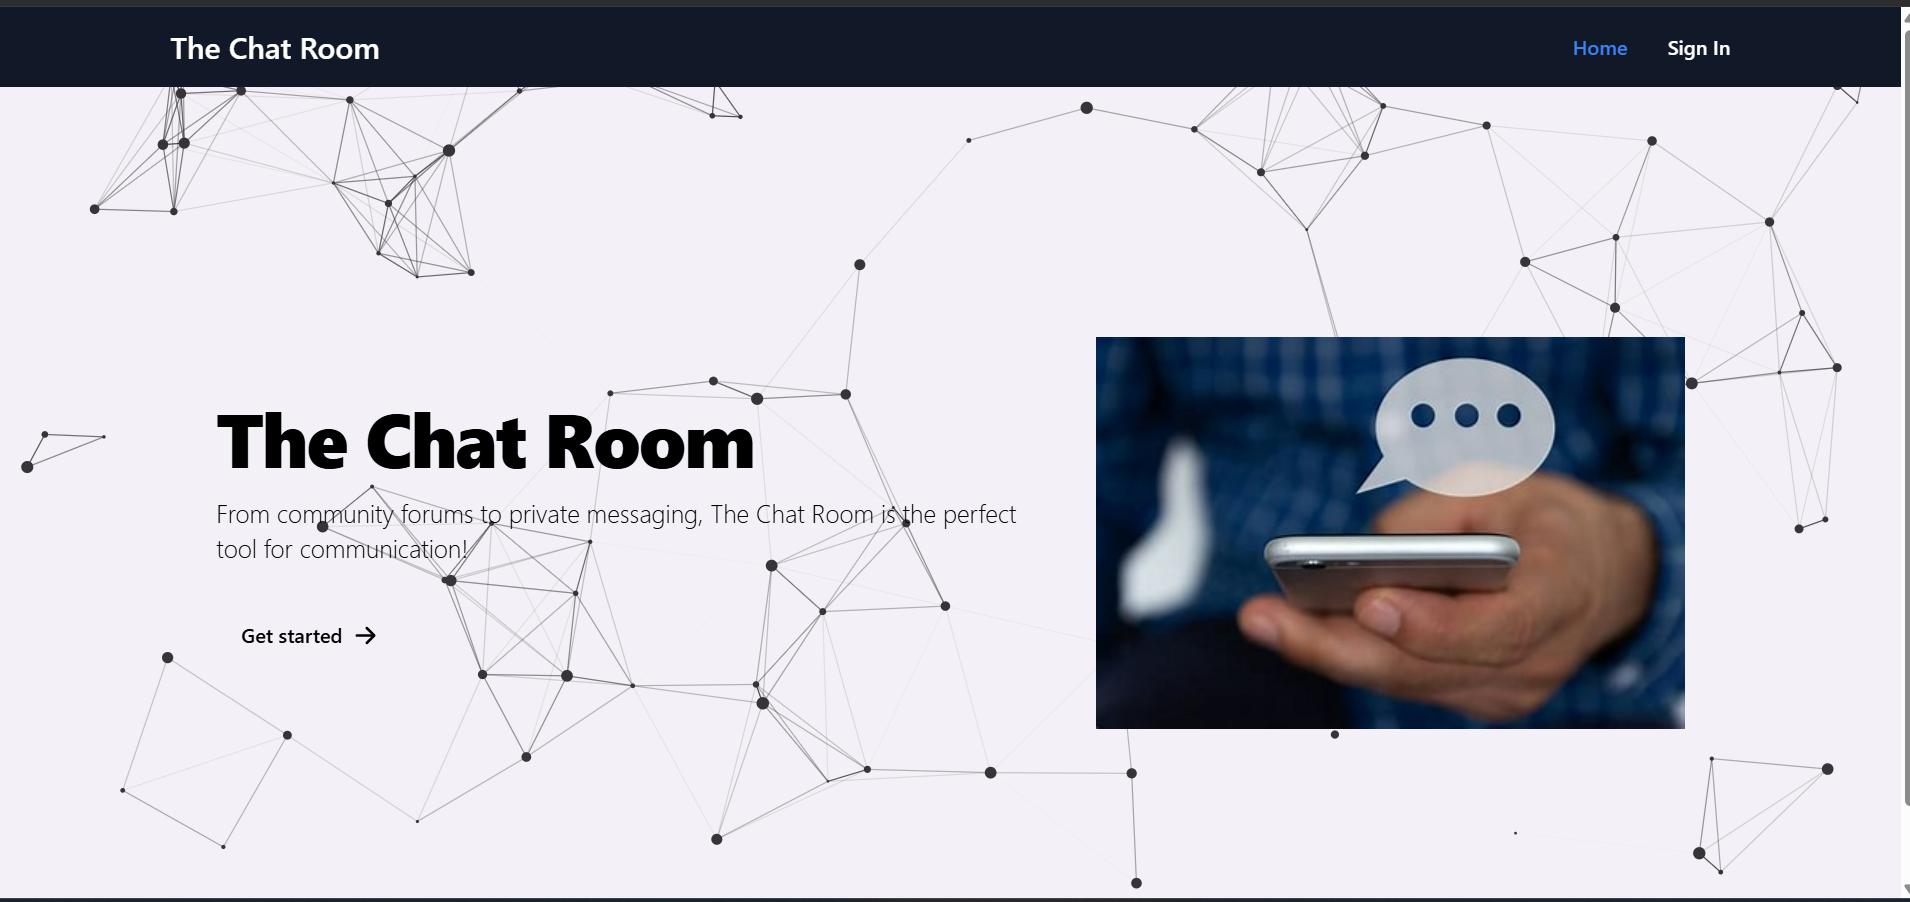 The Chat Room
Home Sign In
The Chat Room
From community forums to private messaging, The Chat Room is the perfect
tool for communication!
Get started